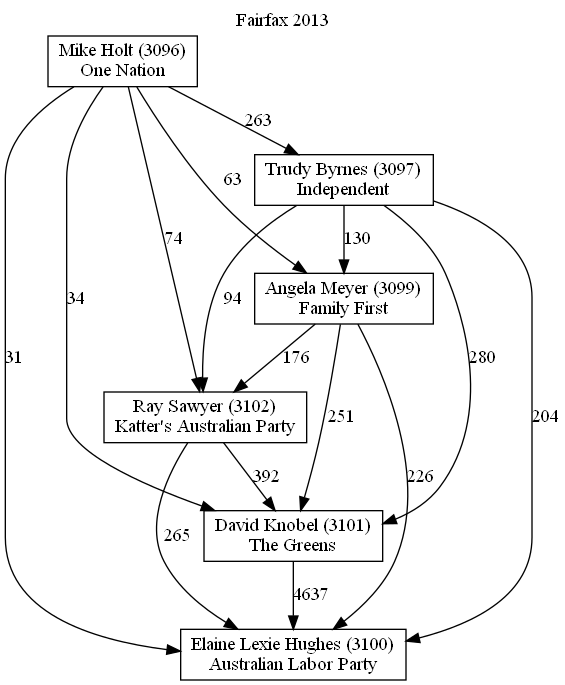 Fairfax 2013
Mike Holt (3096)
One Nation
263
Trudy Byrnes (3097)
Independent
63
74
130
34
94
Angela Meyer (3099)
Family First
31
176
280
Ray Sawyer (3102)
Katter's Australian Party
251
204
392
226
265
David Knobel (3101)
The Greens
4637
Elaine Lexie Hughes (3100)
Australian Labor Party